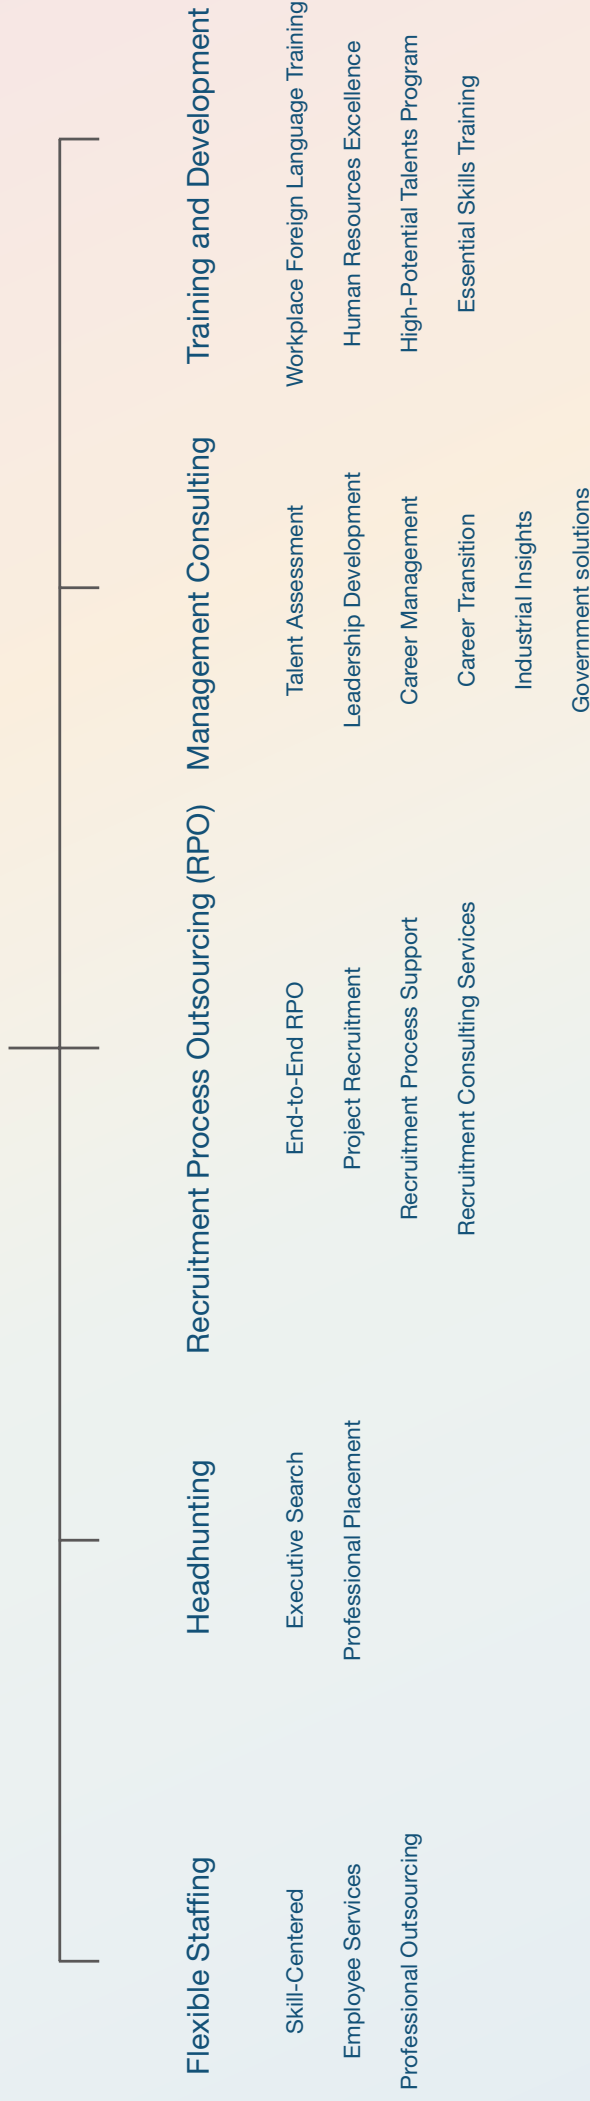 Flexible Staffing
Skill-Centered
Employee Services
Professional Outsourcing
Headhunting
Executive Search
Professional Placement
Recruitment Process Outsourcing (RPO)
End-to-End RPO
Project Recruitment
Recruitment Process Support
Recruitment Consulting Services
Management Consulting
Talent Assessment
Leadership Development
Career Management
Career Transition
Industrial Insights
Government solutions
Training and Development
Workplace Foreign Language Training
Human Resources Excellence
High-Potential Talents Program
Essential Skills Training